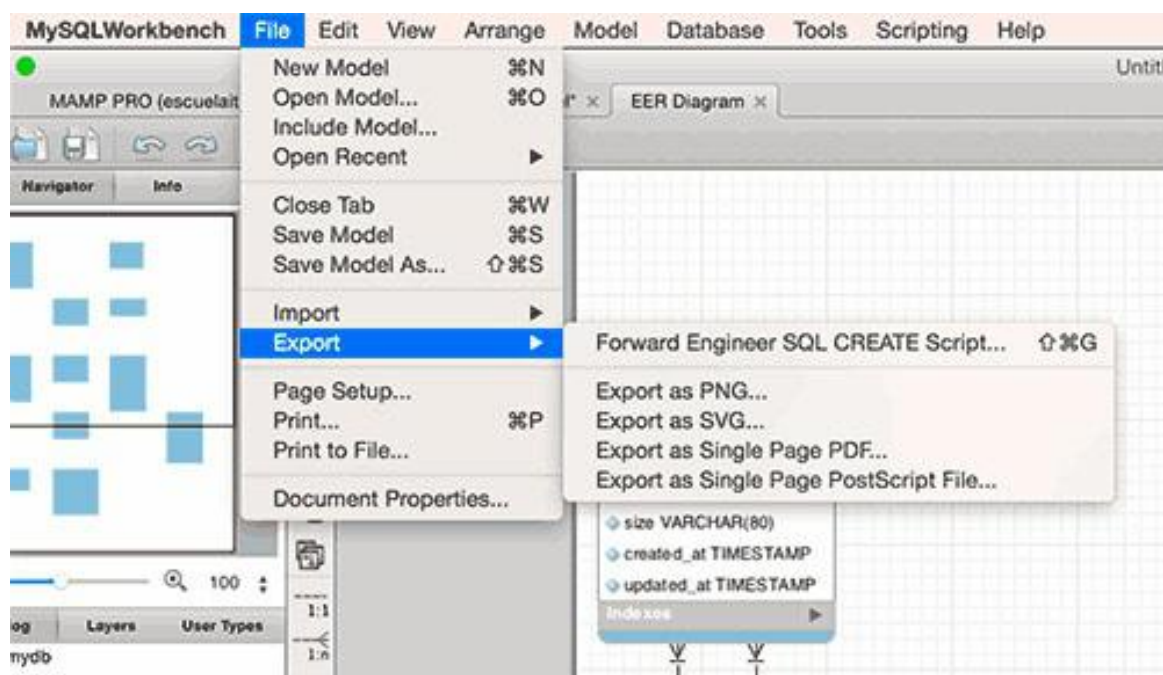 MySQLWorkbench File Edit View Arrange Model Database Tools Scripting Help
MAMP PRO (escuelait
EER Diagram ×
Navigator Info
New Model ⌘N
Open Model... ⌘O
Include Model...
Open Recent ▶
Close Tab ⌘W
Save Model ⌘S
Save Model As... ⇧⌘S
Import ▶
Export ▶
Page Setup...
Print... ⌘P
Print to File...
Document Properties...
Forward Engineer SQL CREATE Script... ⇧⌘G
Export as PNG...
Export as SVG...
Export as Single Page PDF...
Export as Single Page PostScript File...
size VARCHAR(80)
created_at TIMESTAMP
updated_at TIMESTAMP
Indexes
100
Layers User Types
1:1
1:n
mydb